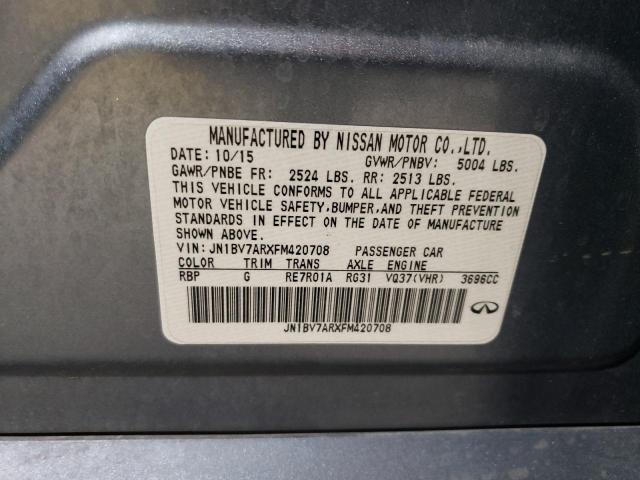 MANUFACTURED BY NISSAN MOTOR CO.,LTD.
DATE: 10/15 GVWR/PNBV: 5004 LBS.
GAWR/PNBE FR: 2524 LBS. RR: 2513 LBS.
THIS VEHICLE CONFORMS TO ALL APPLICABLE FEDERAL
MOTOR VEHICLE SAFETY,BUMPER,AND THEFT PREVENTION
STANDARDS IN EFFECT ON THE DATE OF MANUFACTURE
SHOWN ABOVE.
VIN: JN1BV7ARXFM420708 PASSENGER CAR
COLOR TRIM TRANS AXLE ENGINE
RBP G RE7R01A RG31 VQ37(VHR) 3696CC
JN1BV7ARXFM420708